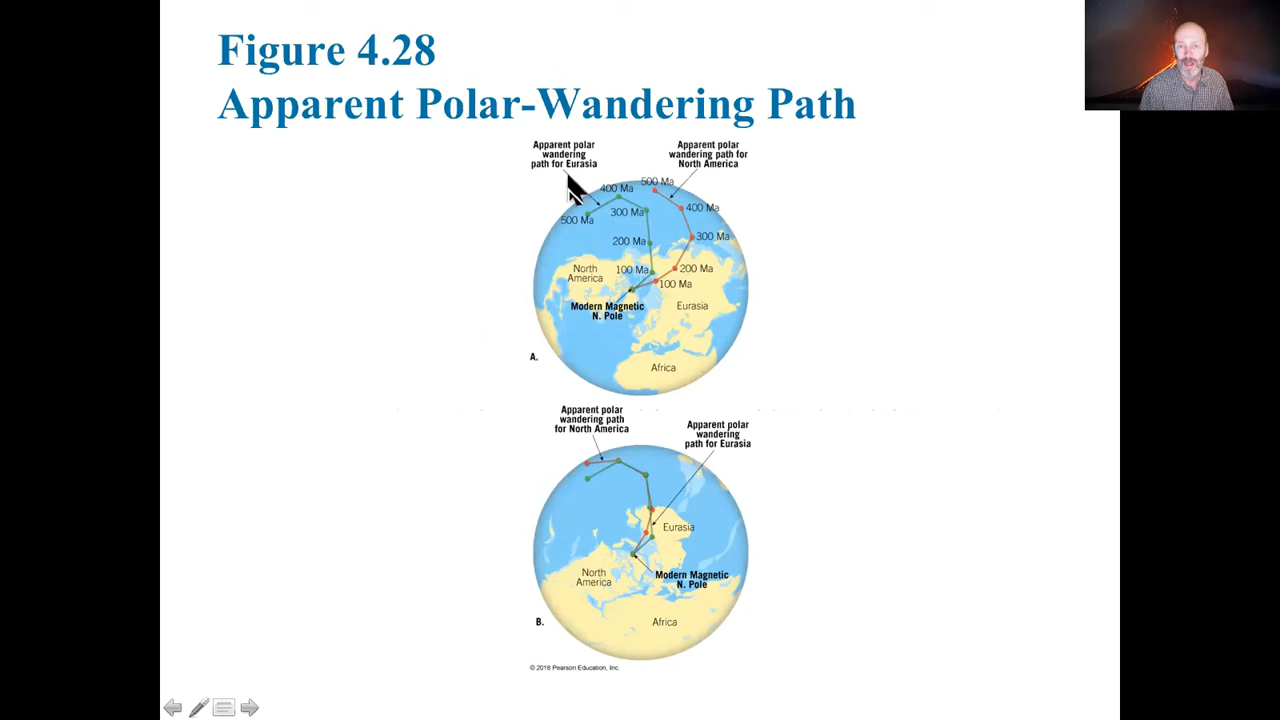 Figure 4.28
Apparent Polar-Wandering Path
Apparent polar
wandering
path for Eurasia
Apparent polar
wandering path for
North America
500 Ma
400 Ma
400 Ma
300 Ma
500 Ma
300 Ma
200 Ma
North
America
100 Ma
200 Ma
100 Ma
Modern Magnetic
N. Pole
Eurasia
A.
Africa
Apparent polar
wandering path
for North America
Apparent polar
wandering
path for Eurasia
Eurasia
North
America
Modern Magnetic
N. Pole
B.
Africa
© 2016 Pearson Education, Inc.